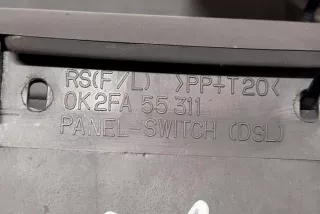 RS(F/L) >PP+T20<
0K2FA 55 311
PANEL-SWITCH (DSL)